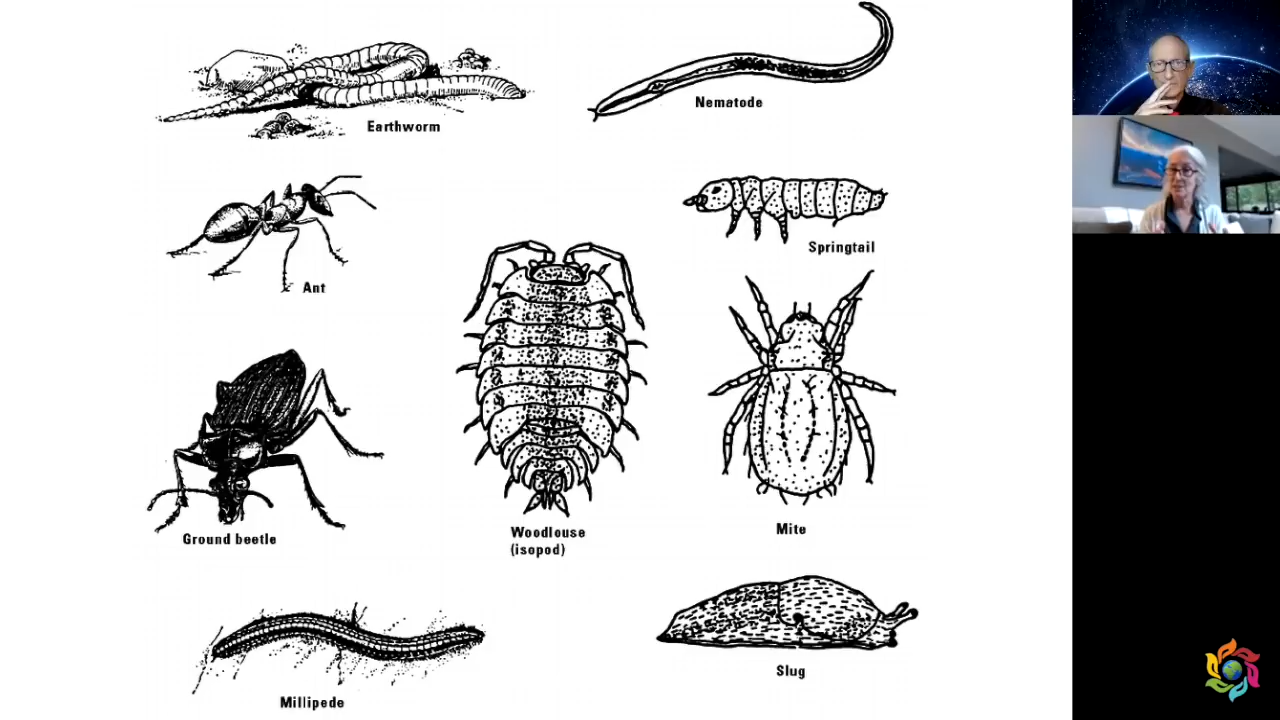 Earthworm
Nematode
Ant
Springtail
Ground beetle
Woodlouse
(isopod)
Mite
Millipede
Slug